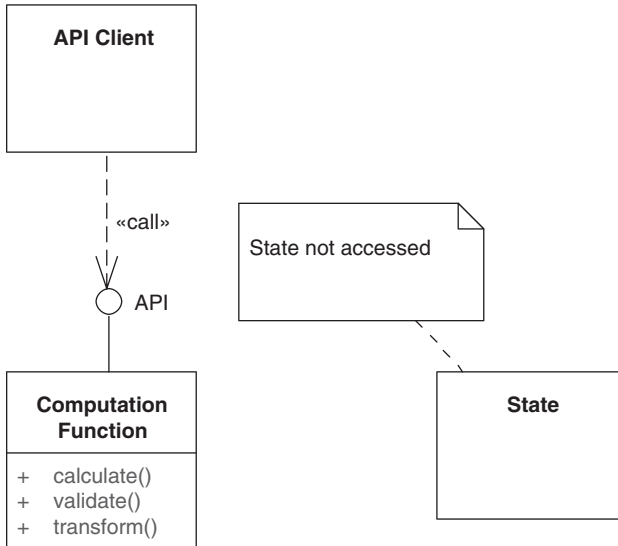 API Client
«call»
API
State not accessed
Computation
Function
+ calculate()
+ validate()
+ transform()
State